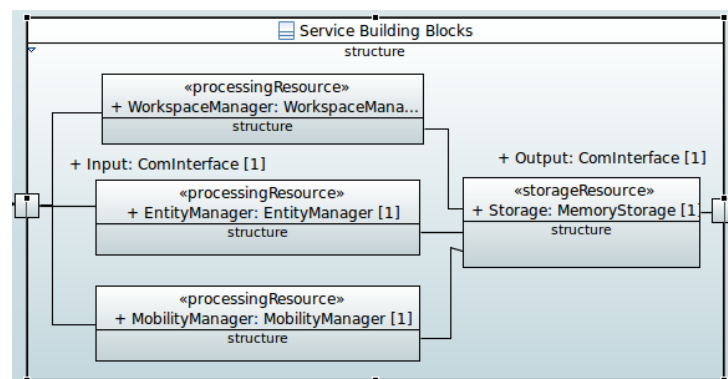 Service Building Blocks
structure
«processingResource»
+ WorkspaceManager: WorkspaceMana...
structure
+ Input: ComInterface [1]
+ Output: ComInterface [1]
«processingResource»
+ EntityManager: EntityManager [1]
structure
«storageResource»
+ Storage: MemoryStorage [1]
structure
«processingResource»
+ MobilityManager: MobilityManager [1]
structure